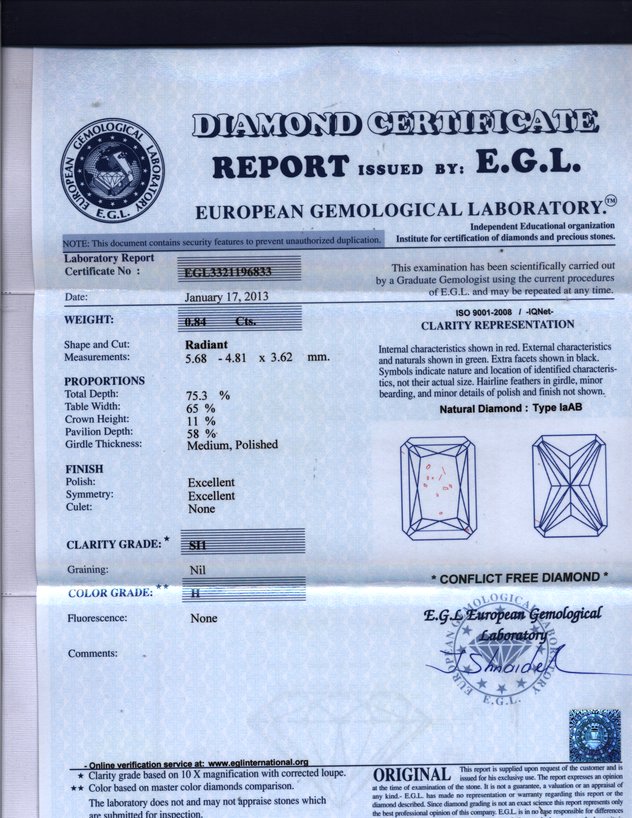 DIAMOND CERTIFICATE
REPORT ISSUED BY: E.G.L.
EUROPEAN GEMOLOGICAL LABORATORY.™
EUROPEAN GEMOLOGICAL LABORATORY
E.G.L.
Independent Educational organization
Institute for certification of diamonds and precious stones.
NOTE: This document contains security features to prevent unauthorized duplication.
Laboratory Report
Certificate No : EGL3321196833
Date: January 17, 2013
WEIGHT: 0.84 Cts.
Shape and Cut: Radiant
Measurements: 5.68 - 4.81 x 3.62 mm.
PROPORTIONS
Total Depth: 75.3 %
Table Width: 65 %
Crown Height: 11 %
Pavilion Depth: 58 %
Girdle Thickness: Medium, Polished
FINISH
Polish: Excellent
Symmetry: Excellent
Culet: None
CLARITY GRADE: * SI1
Graining: Nil
COLOR GRADE: ** H
Fluorescence: None
Comments:
This examination has been scientifically carried out
by a Graduate Gemologist using the current procedures
of E.G.L. and may be repeated at any time.
ISO 9001-2008 / -IQNet-
CLARITY REPRESENTATION
Internal characteristics shown in red. External characteristics
and naturals shown in green. Extra facets shown in black.
Symbols indicate nature and location of identified characteris-
tics, not their actual size. Hairline feathers in girdle, minor
bearding, and minor details of polish and finish not shown.
Natural Diamond : Type IaAB
* CONFLICT FREE DIAMOND *
E.G.L European Gemological
Laboratory
EUROPEAN GEMOLOGICAL LABORATORY
E.G.L.
- Online verification service at: www.eglinternational.org
★ Clarity grade based on 10 X magnification with corrected loupe.
★★ Color based on master color diamonds comparison.
The laboratory does not and may not appraise stones which
are submitted for inspection.
ORIGINAL This report is supplied upon request of the customer and is
issued for his exclusive use. The report expresses an opinion
at the time of examination of the stone. It is not a guarantee, a valuation or an appraisal of
any kind.- E.G.L. has made no representation or warranty regarding this report or the
diamond described. Since diamond grading is not an exact science this report represents only
the best professional opinion of this company. E.G.L. is in no case responsible for differences